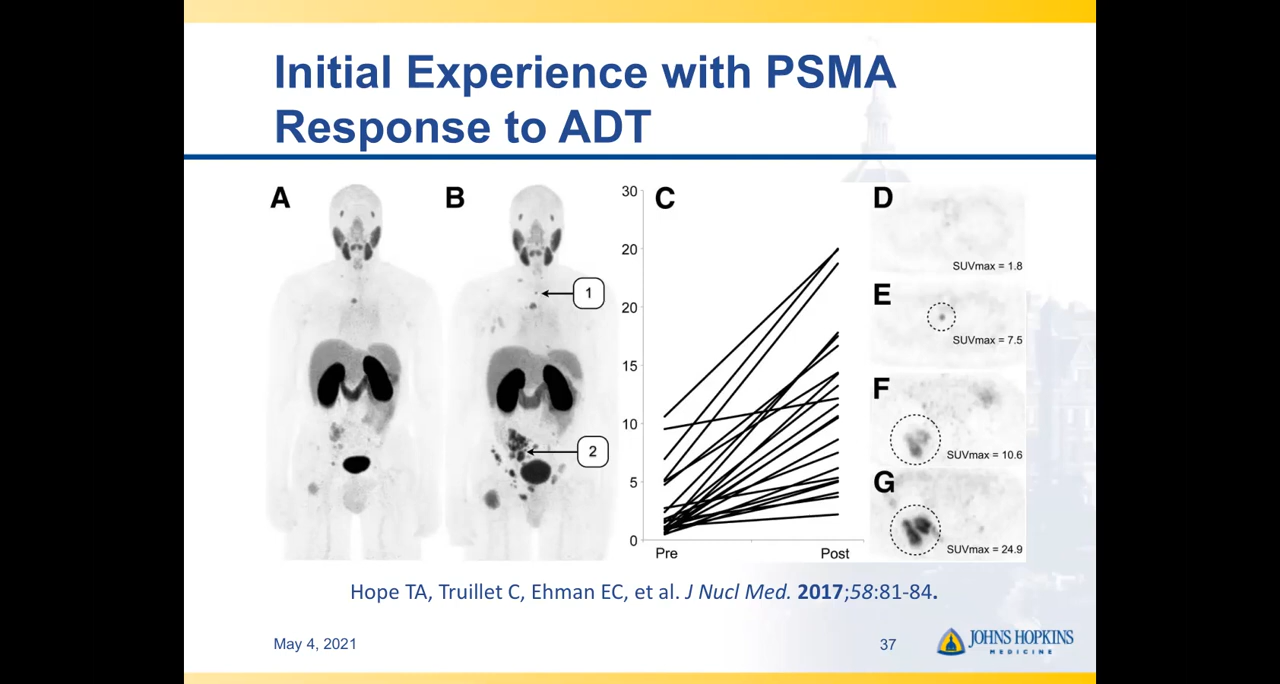 Initial Experience with PSMA
Response to ADT
A
B
1
2
C
30
20
20
15
10
5
0
Pre
Post
D
SUVmax = 1.8
E
SUVmax = 7.5
F
SUVmax = 10.6
G
SUVmax = 24.9
Hope TA, Truillet C, Ehman EC, et al. J Nucl Med. 2017;58:81-84.
May 4, 2021
37
JOHNS HOPKINS
MEDICINE